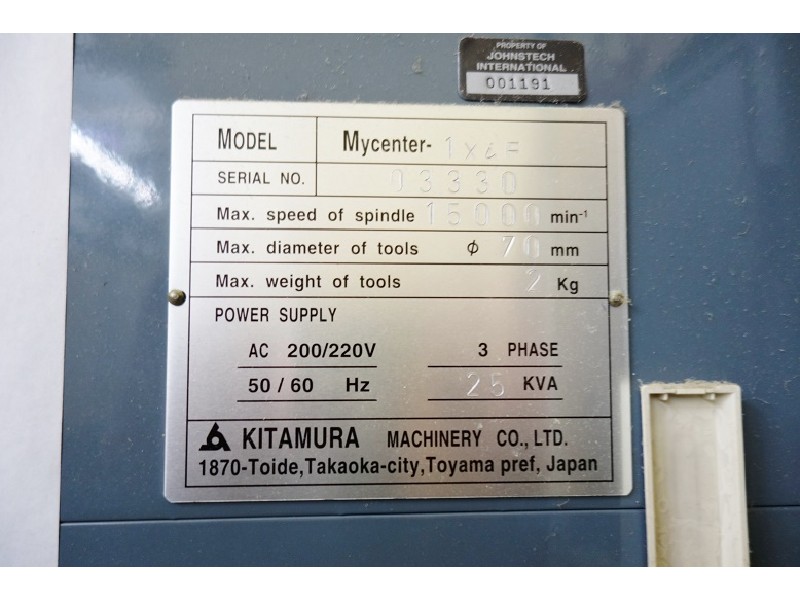 PROPERTY OF
JOHNSTECH
INTERNATIONAL
001191
MODEL Mycenter-1XiF
SERIAL NO. 03330
Max. speed of spindle 15000 min-1
Max. diameter of tools φ 70 mm
Max. weight of tools 2 Kg
POWER SUPPLY
AC 200/220V 3 PHASE
50/60 Hz 25 KVA
KITAMURA MACHINERY CO., LTD.
1870-Toide, Takaoka-city, Toyama pref, Japan